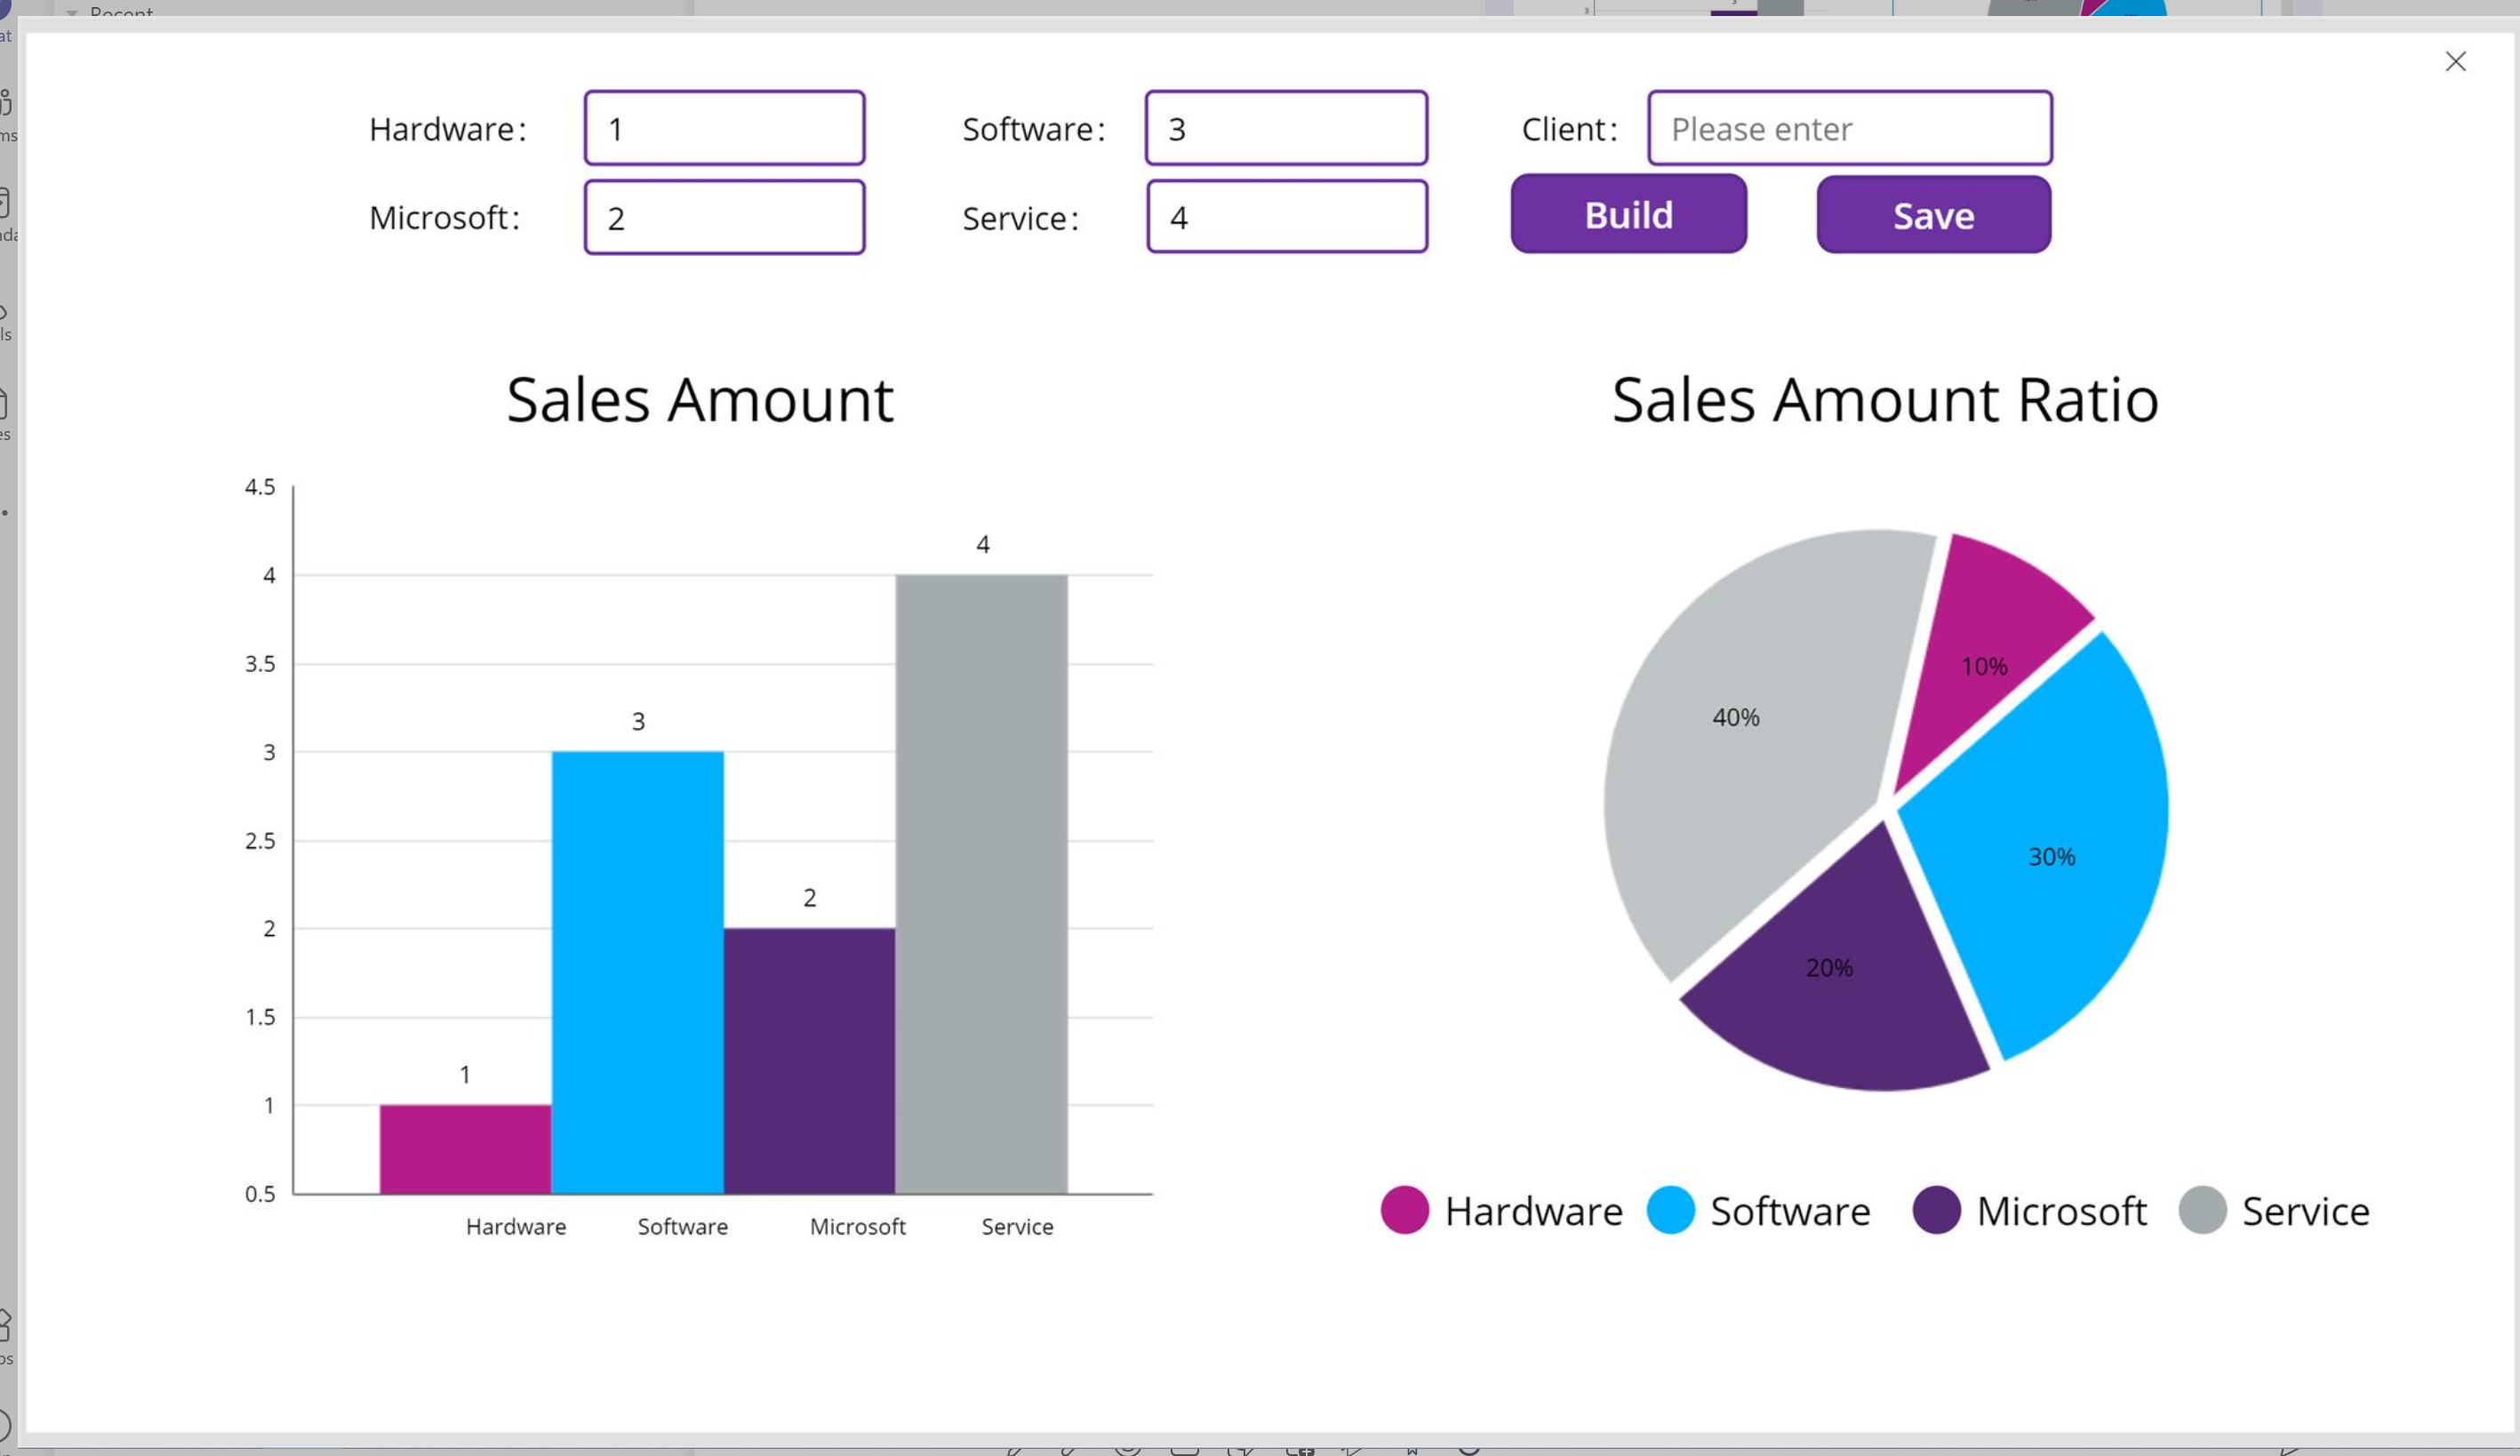 Recent
Hardware: 1 Software: 3 Client: Please enter
Microsoft: 2 Service: 4 Build Save
Sales Amount
4.5
4
3.5
3
2.5
2
1.5
1
0.5
1
3
2
4
Hardware Software Microsoft Service
Sales Amount Ratio
10%
40%
30%
20%
Hardware Software Microsoft Service